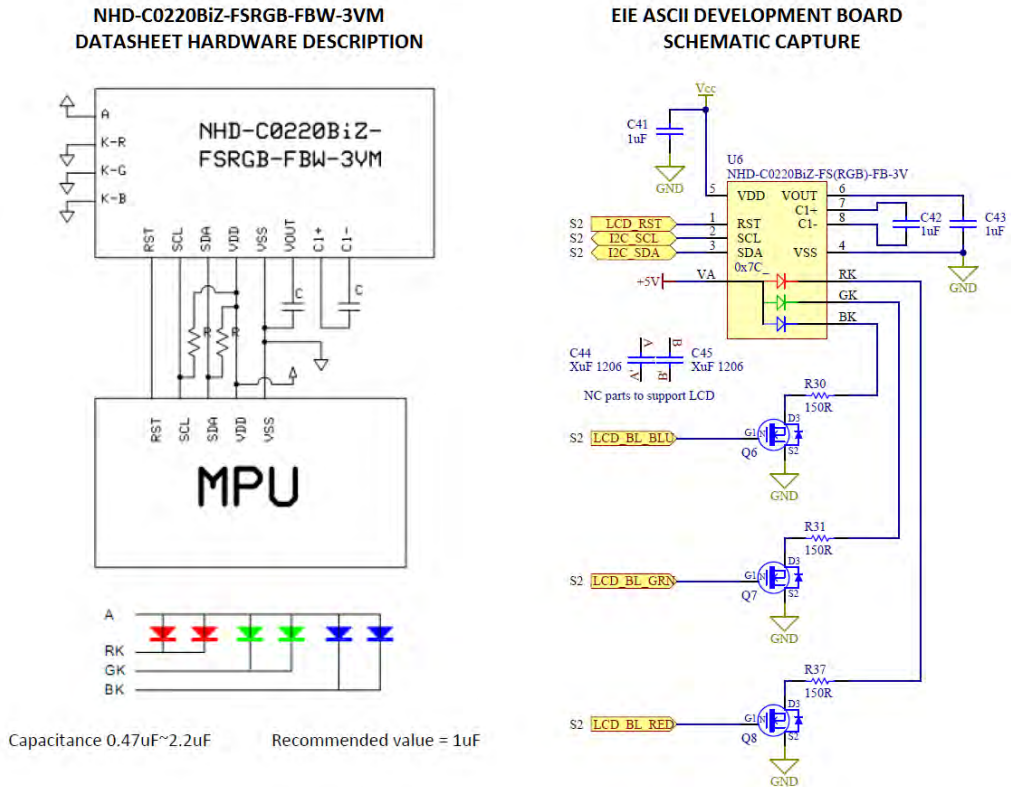 NHD-C0220BiZ-FSRGB-FBW-3VM
DATASHEET HARDWARE DESCRIPTION
A
K-R
K-G
K-B
NHD-C0220BiZ-
FSRGB-FBW-3VM
RST
SCL
SDA
VDD
VSS
VOUT
C1+
C1-
R
R
C
C
RST
SCL
SDA
VDD
VSS
MPU
A
RK
GK
BK
Capacitance 0.47uF~2.2uF
Recommended value = 1uF
EIE ASCII DEVELOPMENT BOARD
SCHEMATIC CAPTURE
Vcc
C41
1uF
GND
U6
NHD-C0220BiZ-FS(RGB)-FB-3V
5 VDD VOUT 6
C1+ 7
S2 LCD_RST 1 RST C1- 8
S2 I2C_SCL 2 SCL
S2 I2C_SDA 3 SDA VSS 4
0x7C_
C42
1uF
C43
1uF
GND
+5V VA
RK
GK
BK
C44
XuF 1206
A
A
B
B
C45
XuF 1206
NC parts to support LCD
R30
150R
D3
S2 LCD_BL_BLU G1 N
Q6
S2
GND
R31
150R
D3
S2 LCD_BL_GRN G1 N
Q7
S2
GND
R37
150R
D3
S2 LCD_BL_RED G1 N
Q8
S2
GND